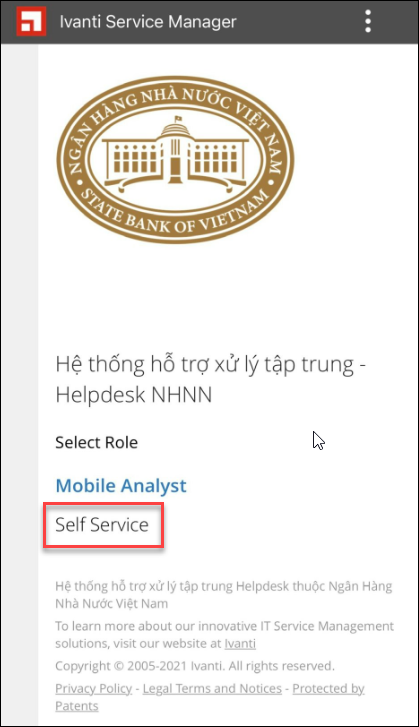 Ivanti Service Manager
NGÂN HÀNG NHÀ NƯỚC VIỆT NAM
STATE BANK OF VIETNAM
Hệ thống hỗ trợ xử lý tập trung -
Helpdesk NHNN
Select Role
Mobile Analyst
Self Service
Hệ thống hỗ trợ xử lý tập trung Helpdesk thuộc Ngân Hàng
Nhà Nước Việt Nam
To learn more about our innovative IT Service Management
solutions, visit our website at Ivanti
Copyright © 2005-2021 Ivanti. All rights reserved.
Privacy Policy - Legal Terms and Notices - Protected by
Patents